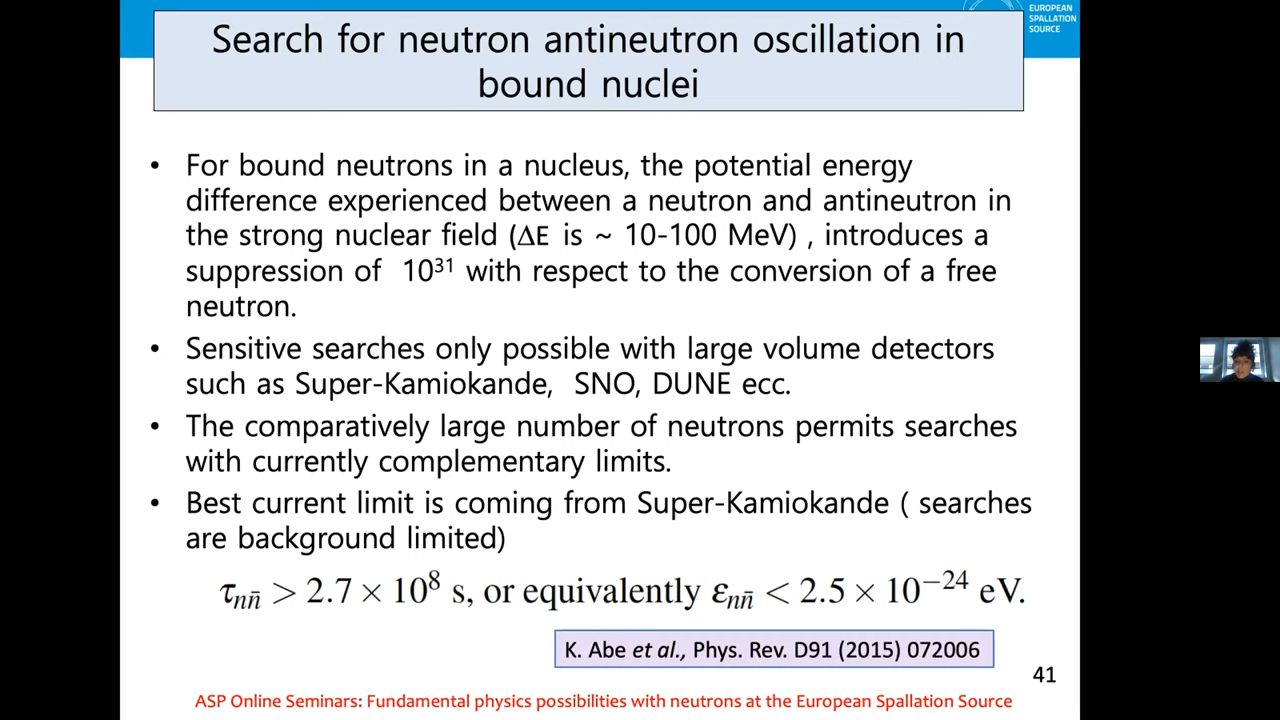 EUROPEAN
SPALLATION
SOURCE
Search for neutron antineutron oscillation in
bound nuclei
• For bound neutrons in a nucleus, the potential energy
difference experienced between a neutron and antineutron in
the strong nuclear field (ΔE is ~ 10-100 MeV) , introduces a
suppression of 10³¹ with respect to the conversion of a free
neutron.
• Sensitive searches only possible with large volume detectors
such as Super-Kamiokande, SNO, DUNE ecc.
• The comparatively large number of neutrons permits searches
with currently complementary limits.
• Best current limit is coming from Super-Kamiokande ( searches
are background limited)
τₙₙ̄ > 2.7 × 10⁸ s, or equivalently εₙₙ̄ < 2.5 × 10⁻²⁴ eV.
K. Abe et al., Phys. Rev. D91 (2015) 072006
41
ASP Online Seminars: Fundamental physics possibilities with neutrons at the European Spallation Source